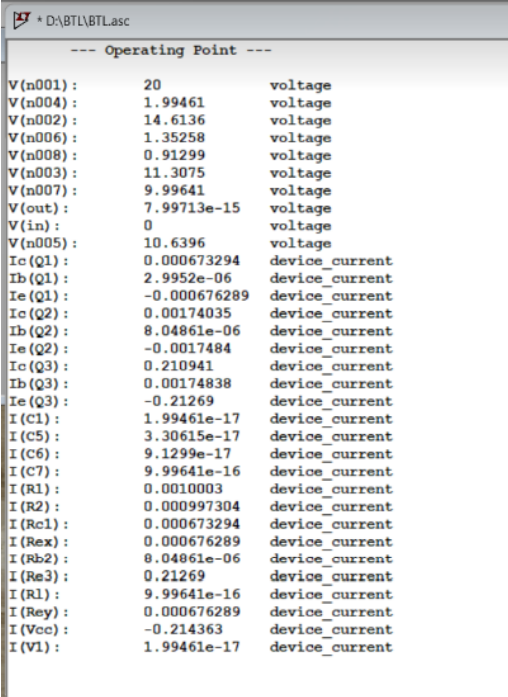 * D:\BTL\BTL.asc
--- Operating Point ---
V(n001): 20 voltage
V(n004): 1.99461 voltage
V(n002): 14.6136 voltage
V(n006): 1.35258 voltage
V(n008): 0.91299 voltage
V(n003): 11.3075 voltage
V(n007): 9.99641 voltage
V(out): 7.99713e-15 voltage
V(in): 0 voltage
V(n005): 10.6396 voltage
Ic(Q1): 0.000673294 device_current
Ib(Q1): 2.9952e-06 device_current
Ie(Q1): -0.000676289 device_current
Ic(Q2): 0.00174035 device_current
Ib(Q2): 8.04861e-06 device_current
Ie(Q2): -0.0017484 device_current
Ic(Q3): 0.210941 device_current
Ib(Q3): 0.00174838 device_current
Ie(Q3): -0.21269 device_current
I(C1): 1.99461e-17 device_current
I(C5): 3.30615e-17 device_current
I(C6): 9.1299e-17 device_current
I(C7): 9.99641e-16 device_current
I(R1): 0.0010003 device_current
I(R2): 0.000997304 device_current
I(Rc1): 0.000673294 device_current
I(Rex): 0.000676289 device_current
I(Rb2): 8.04861e-06 device_current
I(Re3): 0.21269 device_current
I(Rl): 9.99641e-16 device_current
I(Rey): 0.000676289 device_current
I(Vcc): -0.214363 device_current
I(V1): 1.99461e-17 device_current